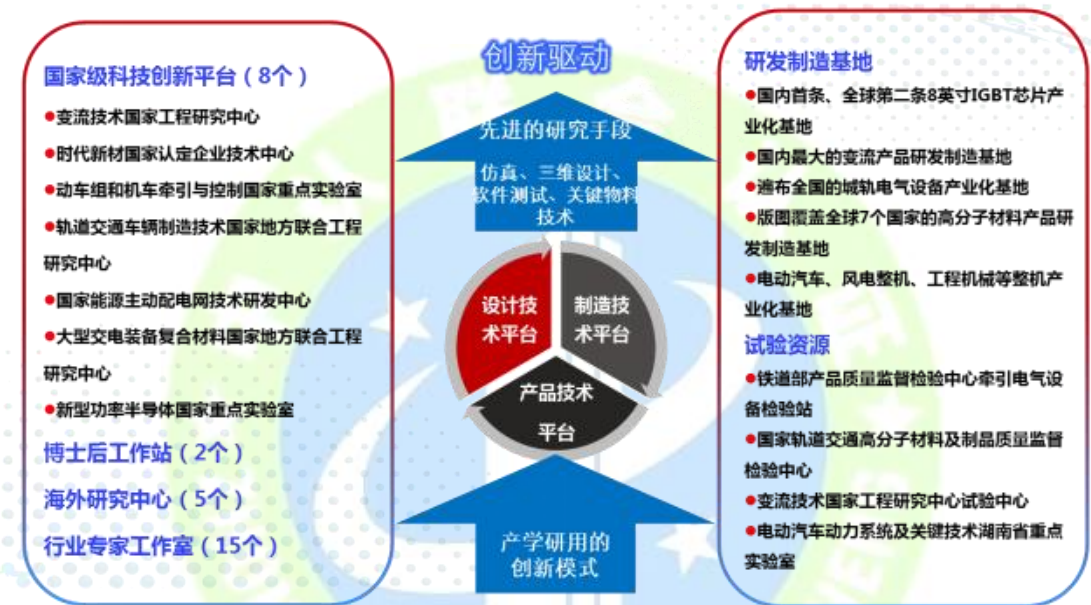 国家级科技创新平台（8个）
●变流技术国家工程研究中心
●时代新材国家认定企业技术中心
●动车组和机车牵引与控制国家重点实验室
●轨道交通车辆制造技术国家地方联合工程
研究中心
●国家能源主动配电网技术研发中心
●大型交电装备复合材料国家地方联合工程
研究中心
●新型功率半导体国家重点实验室
博士后工作站（2个）
海外研究中心（5个）
行业专家工作室（15个）
创新驱动
先进的研究手段
仿真、三维设计、
软件测试、关键物料
技术
设计技
术平台
制造技
术平台
产品技术
平台
产学研用的
创新模式
研发制造基地
●国内首条、全球第二条8英寸IGBT芯片产
业化基地
●国内最大的变流产品研发制造基地
●遍布全国的城轨电气设备产业化基地
●版图覆盖全球7个国家的高分子材料产品研
发制造基地
●电动汽车、风电整机、工程机械等整机产
业化基地
试验资源
●铁道部产品质量监督检验中心牵引电气设
备检验站
●国家轨道交通高分子材料及制品质量监督
检验中心
●变流技术国家工程研究中心试验中心
●电动汽车动力系统及关键技术湖南省重点
实验室